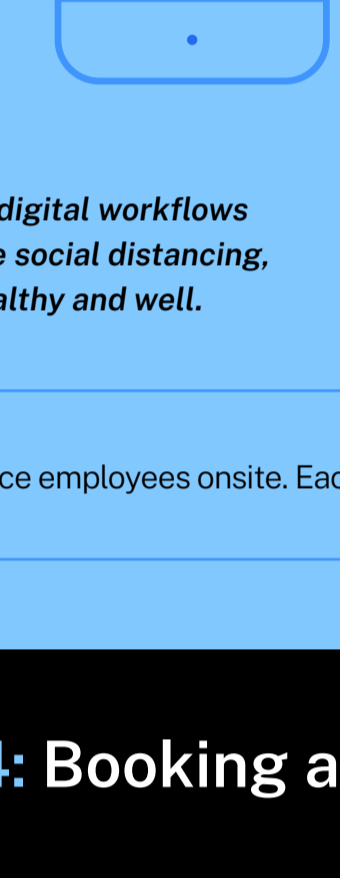 digital workflows
e social distancing,
althy and well.
ce employees onsite. Eac
4: Booking a